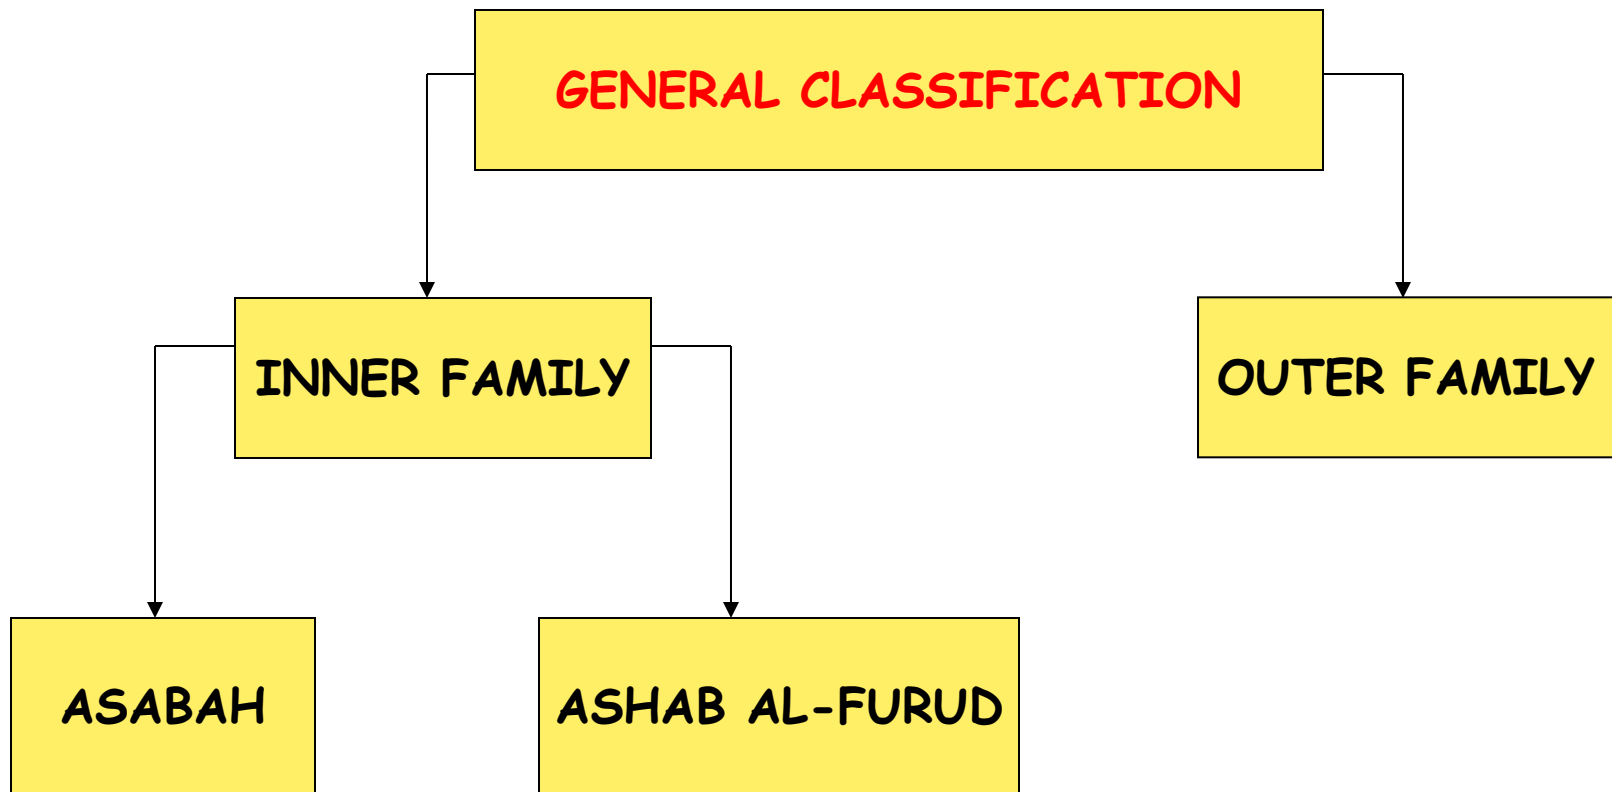 GENERAL CLASSIFICATION
INNER FAMILY
OUTER FAMILY
ASABAH
ASHAB AL-FURUD